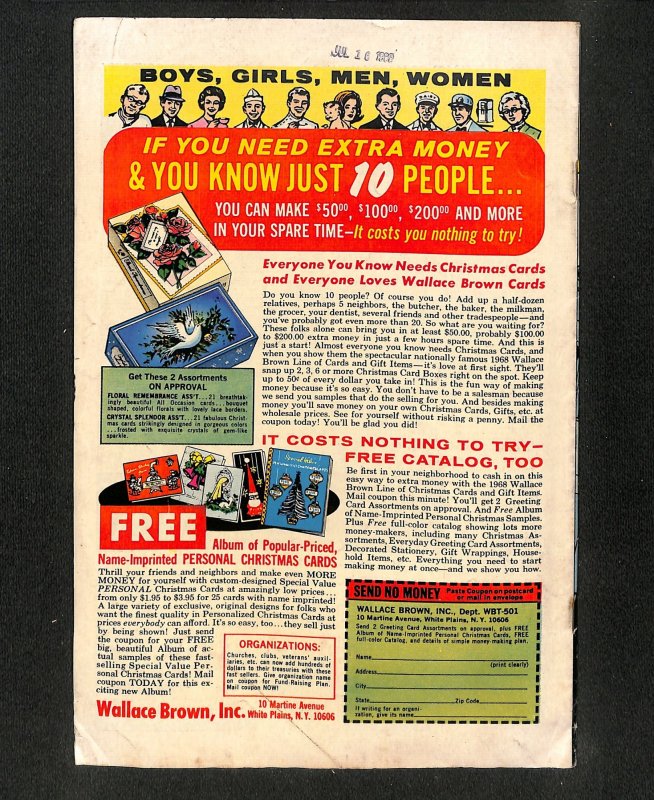 JUL 16 1968
BOYS, GIRLS, MEN, WOMEN
IF YOU NEED EXTRA MONEY
& YOU KNOW JUST 10 PEOPLE...
YOU CAN MAKE $50⁰⁰, $100⁰⁰, $200⁰⁰ AND MORE
IN YOUR SPARE TIME—It costs you nothing to try!
Everyone You Know Needs Christmas Cards
and Everyone Loves Wallace Brown Cards
Do you know 10 people? Of course you do! Add up a half-dozen
relatives, perhaps 5 neighbors, the butcher, the baker, the milkman,
the grocer, your dentist, several friends and other tradespeople—and
you've probably got even more than 20. So what are you waiting for?
These folks alone can bring you in at least $50.00, probably $100.00
to $200.00 extra money in just a few hours spare time. And this is
just a start! Almost everyone you know needs Christmas Cards, and
when you show them the spectacular nationally famous 1968 Wallace
Brown Line of Cards and Gift Items—it's love at first sight. They'll
snap up 2, 3, 6 or more Christmas Card Boxes right on the spot. Keep
up to 50¢ of every dollar you take in! This is the fun way of making
money because it's so easy. You don't have to be a salesman because
we send you samples that do the selling for you. And besides making
money you'll save money on your own Christmas Cards, Gifts, etc. at
wholesale prices. See for yourself without risking a penny. Mail the
coupon today! You'll be glad you did!
Get These 2 Assortments
ON APPROVAL
FLORAL REMEMBRANCE ASS'T...21 breathtak-
ingly beautiful All Occasion cards...bouquet
shaped, colorful florals with lovely lace borders.
CRYSTAL SPLENDOR ASS'T...21 fabulous Christ-
mas cards strikingly designed in gorgeous colors
...frosted with exquisite crystals of gem-like
sparkle.
IT COSTS NOTHING TO TRY—
FREE CATALOG, TOO
Be first in your neighborhood to cash in on this
easy way to extra money with the 1968 Wallace
Brown Line of Christmas Cards and Gift Items.
Mail coupon this minute! You'll get 2 Greeting
Card Assortments on approval. And Free Album
of Name-Imprinted Personal Christmas Samples.
Plus Free full-color catalog showing lots more
money-makers, including many Christmas As-
sortments, Everyday Greeting Card Assortments,
Decorated Stationery, Gift Wrappings, House-
hold Items, etc. Everything you need to start
making money at once—and we show you how.
FREE
Album of Popular-Priced,
Name-Imprinted PERSONAL CHRISTMAS CARDS
Thrill your friends and neighbors and make even MORE
MONEY for yourself with custom-designed Special Value
PERSONAL Christmas Cards at amazingly low prices...
from only $1.95 to $3.95 for 25 cards with name imprinted!
A large variety of exclusive, original designs for folks who
want the finest quality in Personalized Christmas Cards at
prices everybody can afford. It's so easy, too...they sell just
by being shown! Just send
the coupon for your FREE
big, beautiful Album of ac-
tual samples of these fast-
selling Special Value Per-
sonal Christmas Cards! Mail
coupon TODAY for this ex-
citing new Album!
ORGANIZATIONS:
Churches, clubs, veterans' auxil-
iaries, etc. can now add hundreds of
dollars to their treasuries with these
fast sellers. Give organization name
on coupon for Fund-Raising Plan.
Mail coupon NOW!
Wallace Brown, Inc. 10 Martine Avenue
White Plains, N.Y. 10606
SEND NO MONEY Paste Coupon on postcard
or mail in envelope
WALLACE BROWN, INC., Dept. WBT-501
10 Martine Avenue, White Plains, N.Y. 10606
Send 2 Greeting Card Assortments on approval, plus FREE
Album of Name-Imprinted Personal Christmas Cards, FREE
full-color Catalog, and details of simple money-making plan.
Name
(print clearly)
Address
City
State Zip Code
If writing for an organi-
zation, give its name